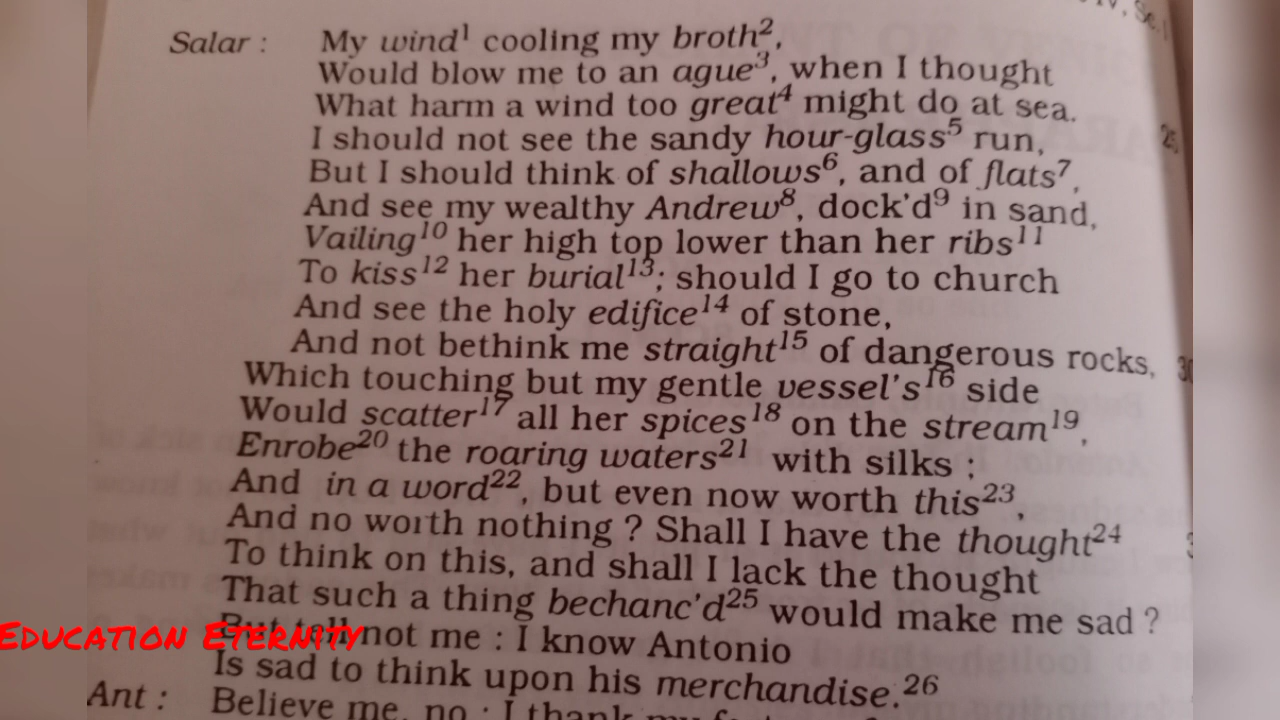 IV, Sc. I
Salar : My wind¹ cooling my broth²,
Would blow me to an ague³, when I thought
What harm a wind too great⁴ might do at sea.
I should not see the sandy hour-glass⁵ run, 25
But I should think of shallows⁶, and of flats⁷,
And see my wealthy Andrew⁸, dock'd⁹ in sand,
Vailing¹⁰ her high top lower than her ribs¹¹
To kiss¹² her burial¹³; should I go to church
And see the holy edifice¹⁴ of stone,
And not bethink me straight¹⁵ of dangerous rocks, 30
Which touching but my gentle vessel's¹⁶ side
Would scatter¹⁷ all her spices¹⁸ on the stream¹⁹,
Enrobe²⁰ the roaring waters²¹ with silks ;
And in a word²², but even now worth this²³,
And no worth nothing ? Shall I have the thought²⁴
To think on this, and shall I lack the thought
That such a thing bechanc'd²⁵ would make me sad ?
But tell not me : I know Antonio
Is sad to think upon his merchandise.²⁶
Ant : Believe me, no : I thank my
EDUCATION ETERNITY